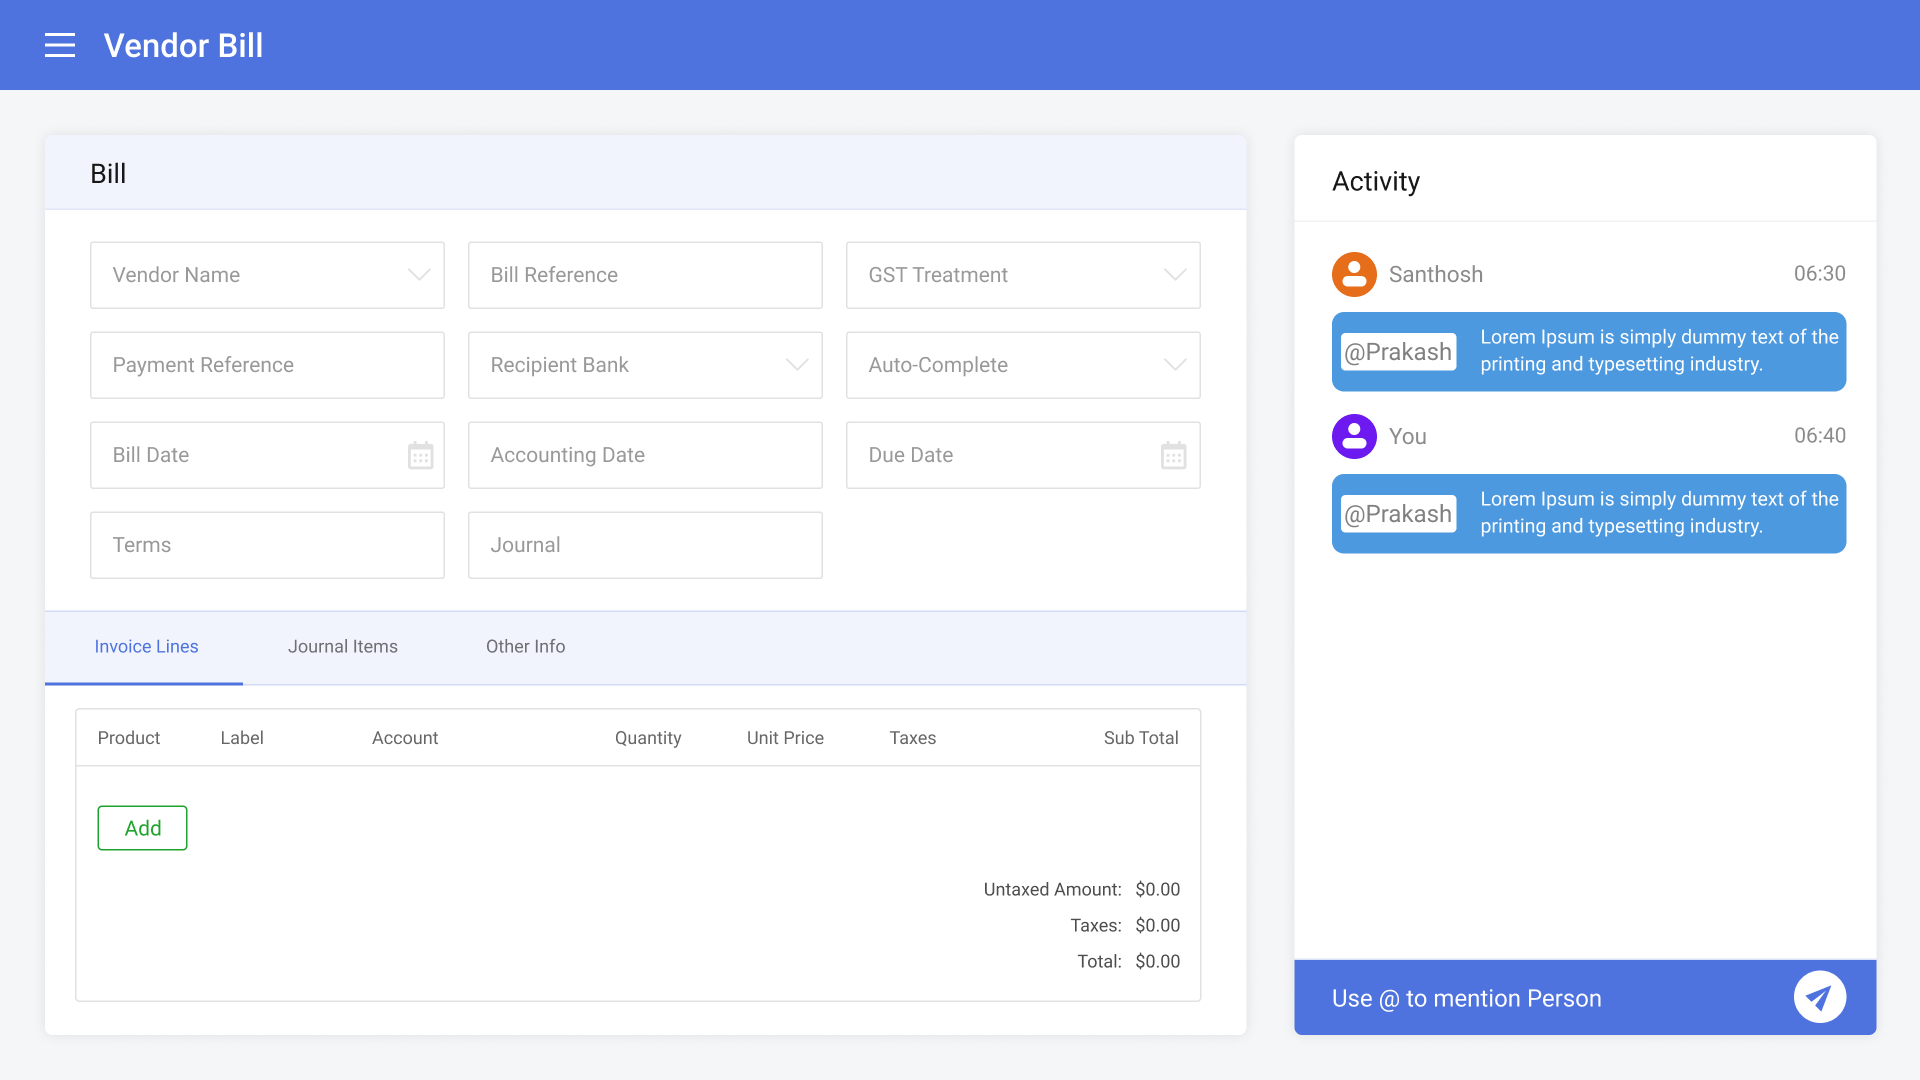 Vendor Bill
Bill
Vendor Name
Bill Reference
GST Treatment
Payment Reference
Recipient Bank
Auto-Complete
Bill Date
Accounting Date
Due Date
Terms
Journal
Invoice Lines
Journal Items
Other Info
Product
Label
Account
Quantity
Unit Price
Taxes
Sub Total
Add
Untaxed Amount: $0.00
Taxes: $0.00
Total: $0.00
Activity
Santhosh
06:30
@Prakash
Lorem Ipsum is simply dummy text of the
printing and typesetting industry.
You
06:40
@Prakash
Lorem Ipsum is simply dummy text of the
printing and typesetting industry.
Use @ to mention Person